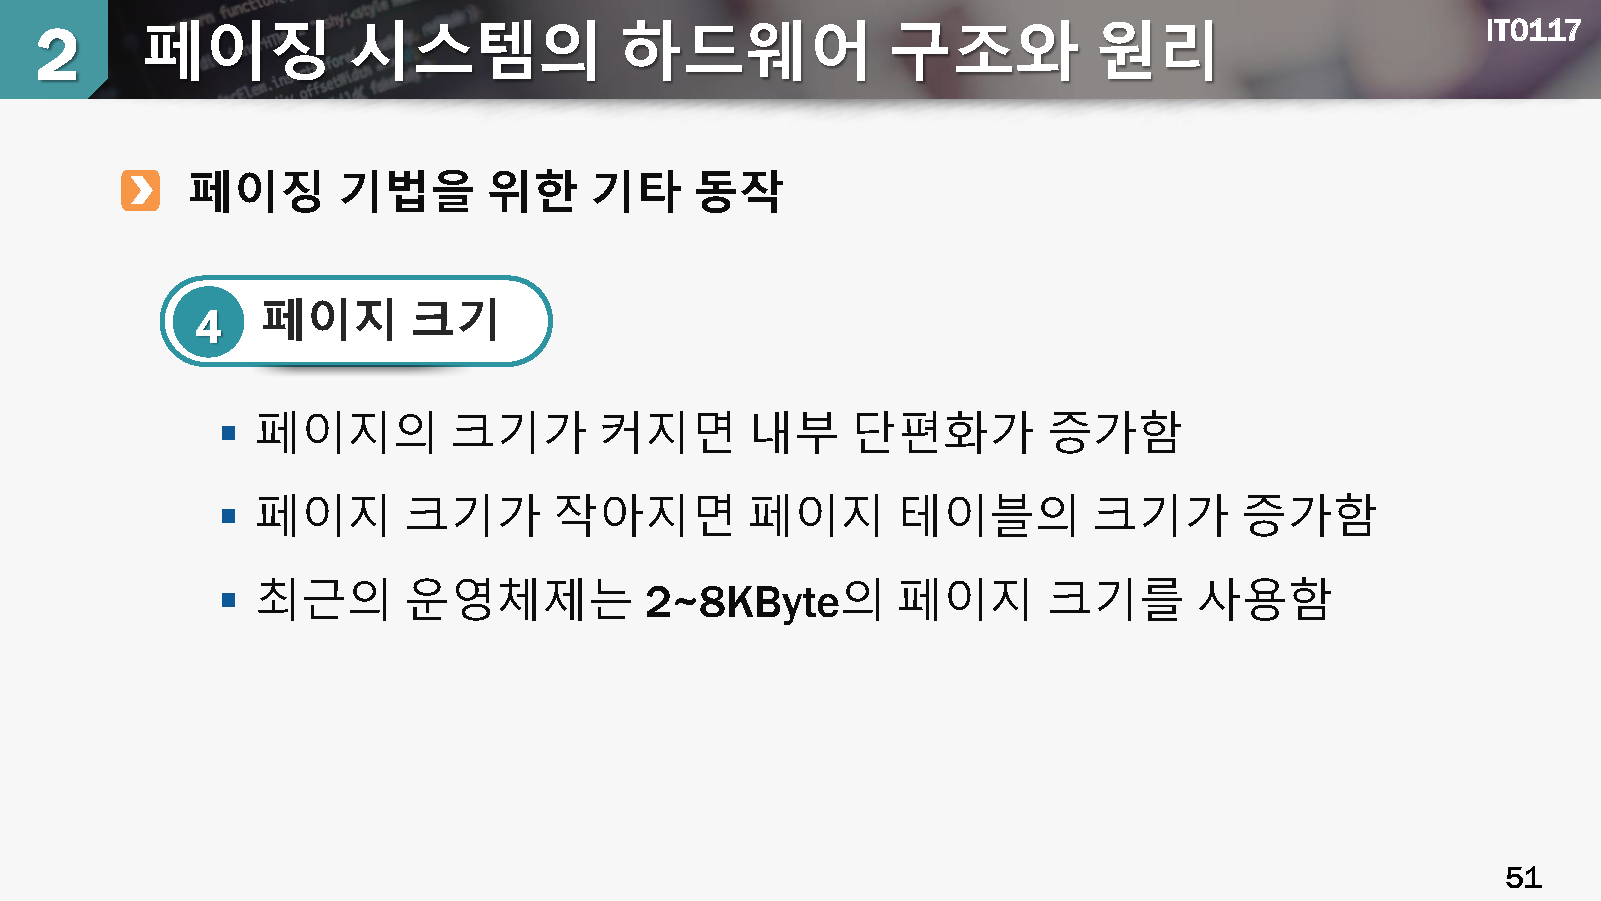 2 페이징 시스템의 하드웨어 구조와 원리
IT0117
페이징 기법을 위한 기타 동작
4 페이지 크기
▪ 페이지의 크기가 커지면 내부 단편화가 증가함
▪ 페이지 크기가 작아지면 페이지 테이블의 크기가 증가함
▪ 최근의 운영체제는 2~8KByte의 페이지 크기를 사용함
51